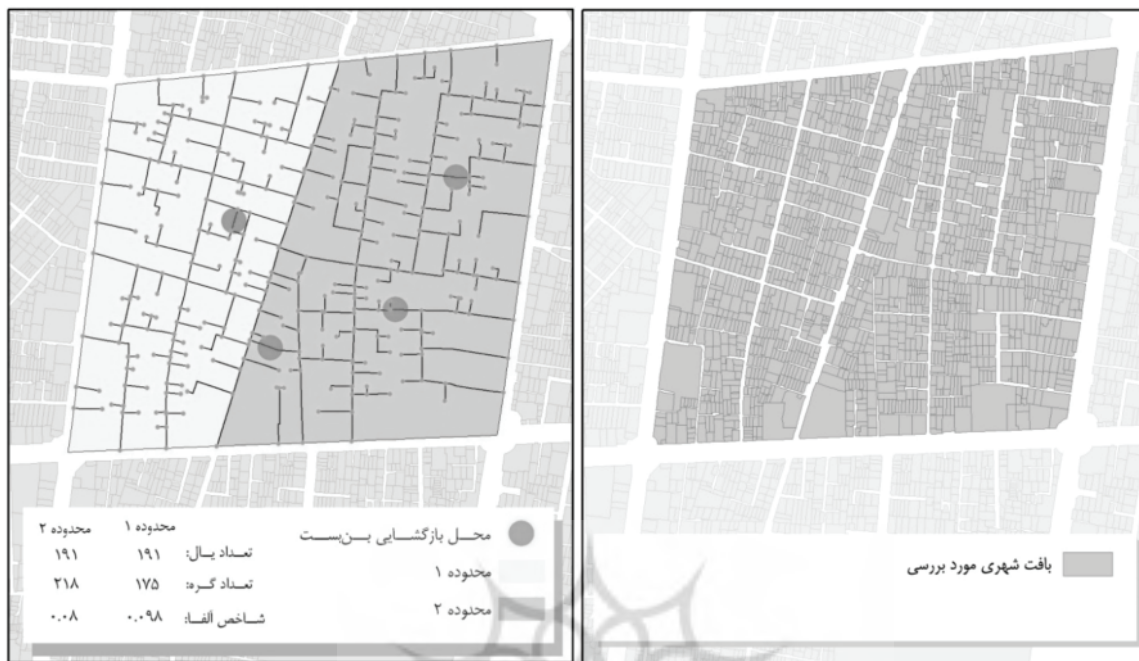 محل بازگشایی بن‌بست
محدوده ۱
محدوده ۲
محدوده ۱ محدوده ۲
تعداد یال: ۱۹۱ ۱۹۱
تعداد گره: ۱۷۵ ۲۱۸
شاخص آلفا: ۰.۰۹۸ ۰.۰۸
بافت شهری مورد بررسی